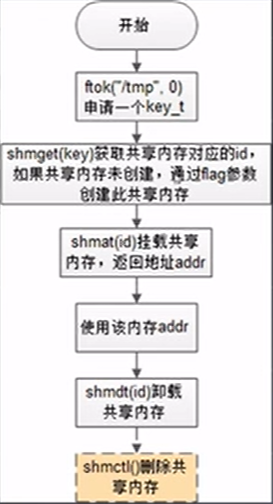 开始
ftok("/tmp", 0)
申请一个key_t
shmget(key)获取共享内存对应的id，
如果共享内存未创建，通过flag参数
创建此共享内存
shmat(id)挂载共享
内存，返回地址addr
使用该内存addr
shmdt(id)卸载
共享内存
shmctl()删除共
享内存